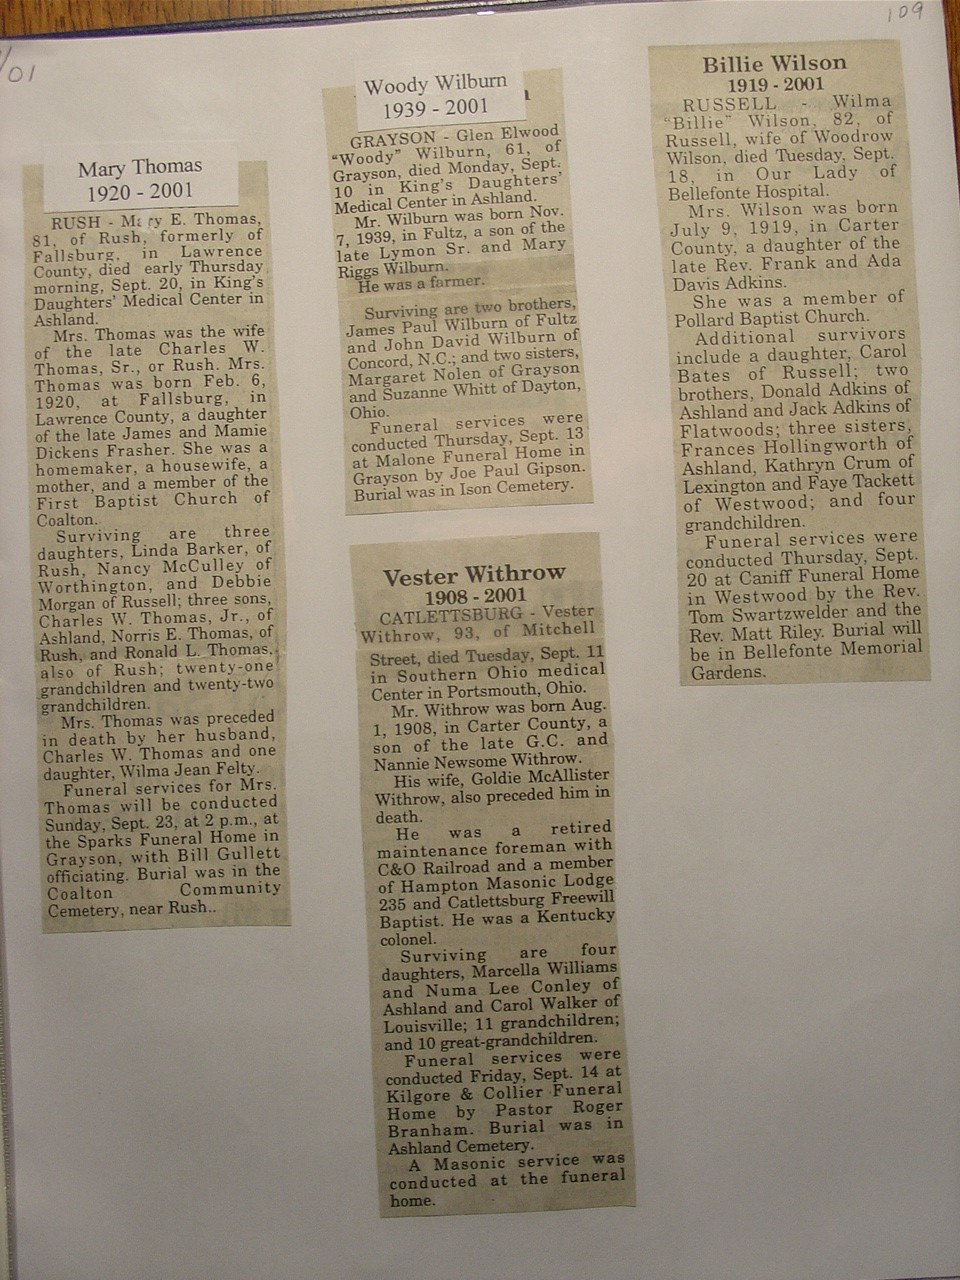 /01
109
Mary Thomas
1920 - 2001
RUSH - Mary E. Thomas,
81, of Rush, formerly of
Fallsburg, in Lawrence
County, died early Thursday
morning, Sept. 20, in King's
Daughters' Medical Center in
Ashland.
Mrs. Thomas was the wife
of the late Charles W.
Thomas, Sr., or Rush. Mrs.
Thomas was born Feb. 6,
1920, at Fallsburg, in
Lawrence County, a daughter
of the late James and Mamie
Dickens Frasher. She was a
homemaker, a housewife, a
mother, and a member of the
First Baptist Church of
Coalton.
Surviving are three
daughters, Linda Barker, of
Rush, Nancy McCulley of
Worthington, and Debbie
Morgan of Russell; three sons,
Charles W. Thomas, Jr., of
Ashland, Norris E. Thomas, of
Rush, and Ronald L. Thomas,
also of Rush; twenty-one
grandchildren and twenty-two
grandchildren.
Mrs. Thomas was preceded
in death by her husband,
Charles W. Thomas and one
daughter, Wilma Jean Felty.
Funeral services for Mrs.
Thomas will be conducted
Sunday, Sept. 23, at 2 p.m., at
the Sparks Funeral Home in
Grayson, with Bill Gullett
officiating. Burial was in the
Coalton Community
Cemetery, near Rush..
Woody Wilburn
1939 - 2001
GRAYSON - Glen Elwood
"Woody" Wilburn, 61, of
Grayson, died Monday, Sept.
10 in King's Daughters'
Medical Center in Ashland.
Mr. Wilburn was born Nov.
7, 1939, in Fultz, a son of the
late Lymon Sr. and Mary
Riggs Wilburn.
He was a farmer.
Surviving are two brothers,
James Paul Wilburn of Fultz
and John David Wilburn of
Concord, N.C.; and two sisters,
Margaret Nolen of Grayson
and Suzanne Whitt of Dayton,
Ohio.
Funeral services were
conducted Thursday, Sept. 13
at Malone Funeral Home in
Grayson by Joe Paul Gipson.
Burial was in Ison Cemetery.
Vester Withrow
1908 - 2001
CATLETTSBURG - Vester
Withrow, 93, of Mitchell
Street, died Tuesday, Sept. 11
in Southern Ohio medical
Center in Portsmouth, Ohio.
Mr. Withrow was born Aug.
1, 1908, in Carter County, a
son of the late G.C. and
Nannie Newsome Withrow.
His wife, Goldie McAllister
Withrow, also preceded him in
death.
He was a retired
maintenance foreman with
C&O Railroad and a member
of Hampton Masonic Lodge
235 and Catlettsburg Freewill
Baptist. He was a Kentucky
colonel.
Surviving are four
daughters, Marcella Williams
and Numa Lee Conley of
Ashland and Carol Walker of
Louisville; 11 grandchildren;
and 10 great-grandchildren.
Funeral services were
conducted Friday, Sept. 14 at
Kilgore & Collier Funeral
Home by Pastor Roger
Branham. Burial was in
Ashland Cemetery.
A Masonic service was
conducted at the funeral
home.
Billie Wilson
1919 - 2001
RUSSELL - Wilma
"Billie" Wilson, 82, of
Russell, wife of Woodrow
Wilson, died Tuesday, Sept.
18, in Our Lady of
Bellefonte Hospital.
Mrs. Wilson was born
July 9, 1919, in Carter
County, a daughter of the
late Rev. Frank and Ada
Davis Adkins.
She was a member of
Pollard Baptist Church.
Additional survivors
include a daughter, Carol
Bates of Russell; two
brothers, Donald Adkins of
Ashland and Jack Adkins of
Flatwoods; three sisters,
Frances Hollingworth of
Ashland, Kathryn Crum of
Lexington and Faye Tackett
of Westwood; and four
grandchildren.
Funeral services were
conducted Thursday, Sept.
20 at Caniff Funeral Home
in Westwood by the Rev.
Tom Swartzwelder and the
Rev. Matt Riley. Burial will
be in Bellefonte Memorial
Gardens.